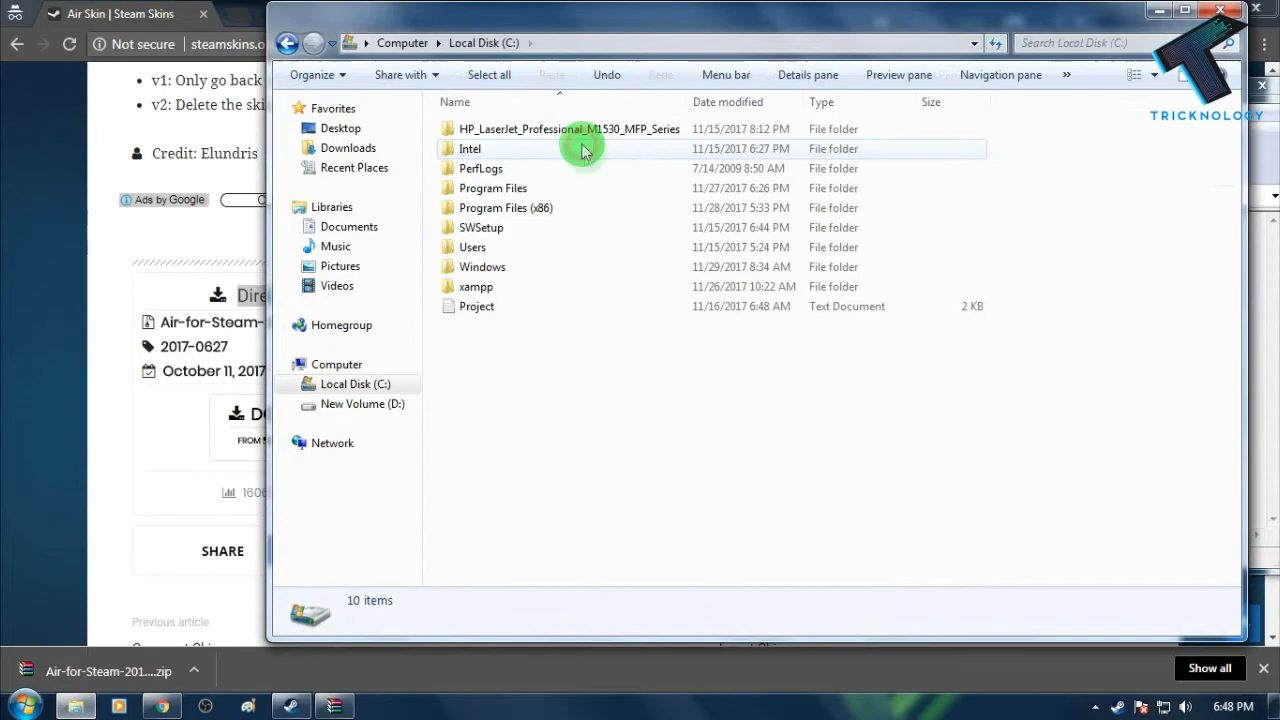 Air Skin | Steam Skins
Not secure | steamskins.o
v1: Only go back
v2: Delete the ski
Credit: Elundris
Ads by Google
Dire
Air-for-Steam-
2017-0627
October 11, 2017
FROM
1606
SHARE
Previous article
Computer Local Disk (C:)
Search Local Disk (C:)
Organize Share with Select all Paste Undo Redo Menu bar Details pane Preview pane Navigation pane »
Favorites
Desktop
Downloads
Recent Places
Libraries
Documents
Music
Pictures
Videos
Homegroup
Computer
Local Disk (C:)
New Volume (D:)
Network
Name Date modified Type Size
HP_LaserJet_Professional_M1530_MFP_Series 11/15/2017 8:12 PM File folder
Intel 11/15/2017 6:27 PM File folder
PerfLogs 7/14/2009 8:50 AM File folder
Program Files 11/27/2017 6:26 PM File folder
Program Files (x86) 11/28/2017 5:33 PM File folder
SWSetup 11/15/2017 6:44 PM File folder
Users 11/15/2017 5:24 PM File folder
Windows 11/29/2017 8:34 AM File folder
xampp 11/26/2017 10:22 AM File folder
Project 11/16/2017 6:48 AM Text Document 2 KB
10 items
TRICKNOLOGY
Air-for-Steam-201....zip
Show all
6:48 PM